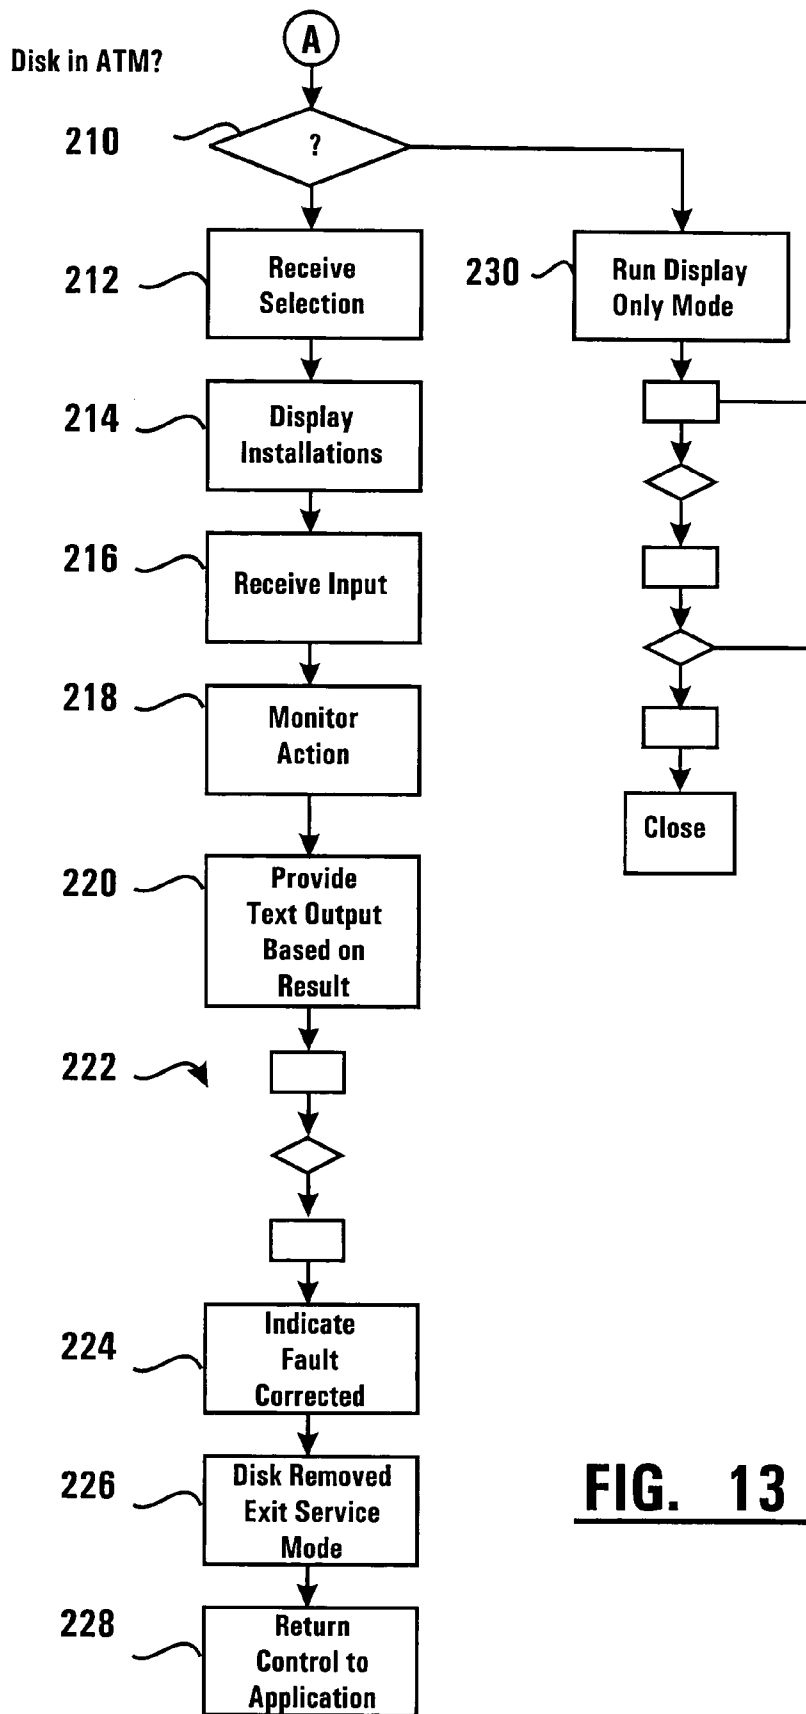 A
Disk in ATM?
210
?
212
Receive
Selection
230
Run Display
Only Mode
214
Display
Installations
216
Receive Input
218
Monitor
Action
Close
220
Provide
Text Output
Based on
Result
222
224
Indicate
Fault
Corrected
226
Disk Removed
Exit Service
Mode
FIG. 13
228
Return
Control to
Application